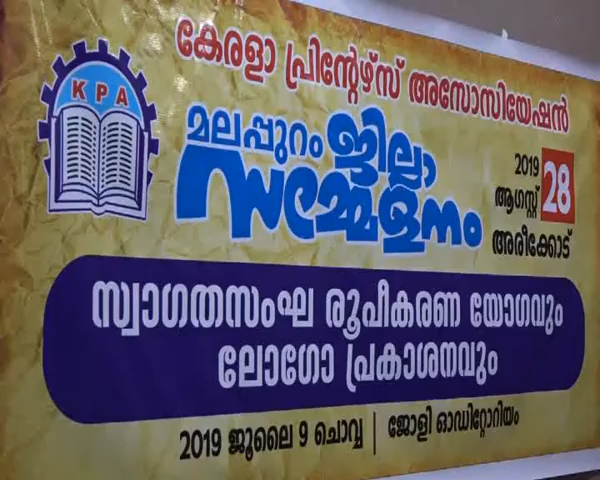 കേരളാ പ്രിന്റേഴ്സ് അസോസിയേഷൻ
KPA
മലപ്പുറം ജില്ലാ
സമ്മേളനം
2019
ആഗസ്റ്റ് 28
അരീക്കോട്
സ്വാഗതസംഘ രൂപീകരണ യോഗവും
ലോഗോ പ്രകാശനവും
2019 ജൂലൈ 9 ചൊവ്വ | ജോളി ഓഡിറ്റോറിയം